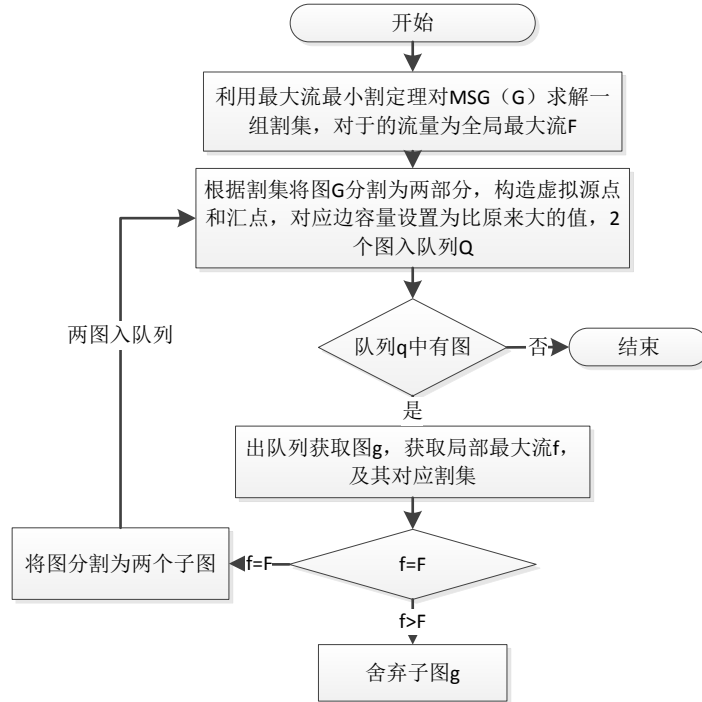 开始
利用最大流最小割定理对MSG（G）求解一
组割集，对于的流量为全局最大流F
根据割集将图G分割为两部分，构造虚拟源点
和汇点，对应边容量设置为比原来大的值，2
个图入队列Q
两图入队列
队列q中有图
否
结束
是
出队列获取图g，获取局部最大流f，
及其对应割集
将图分割为两个子图
f=F
f=F
f>F
舍弃子图g